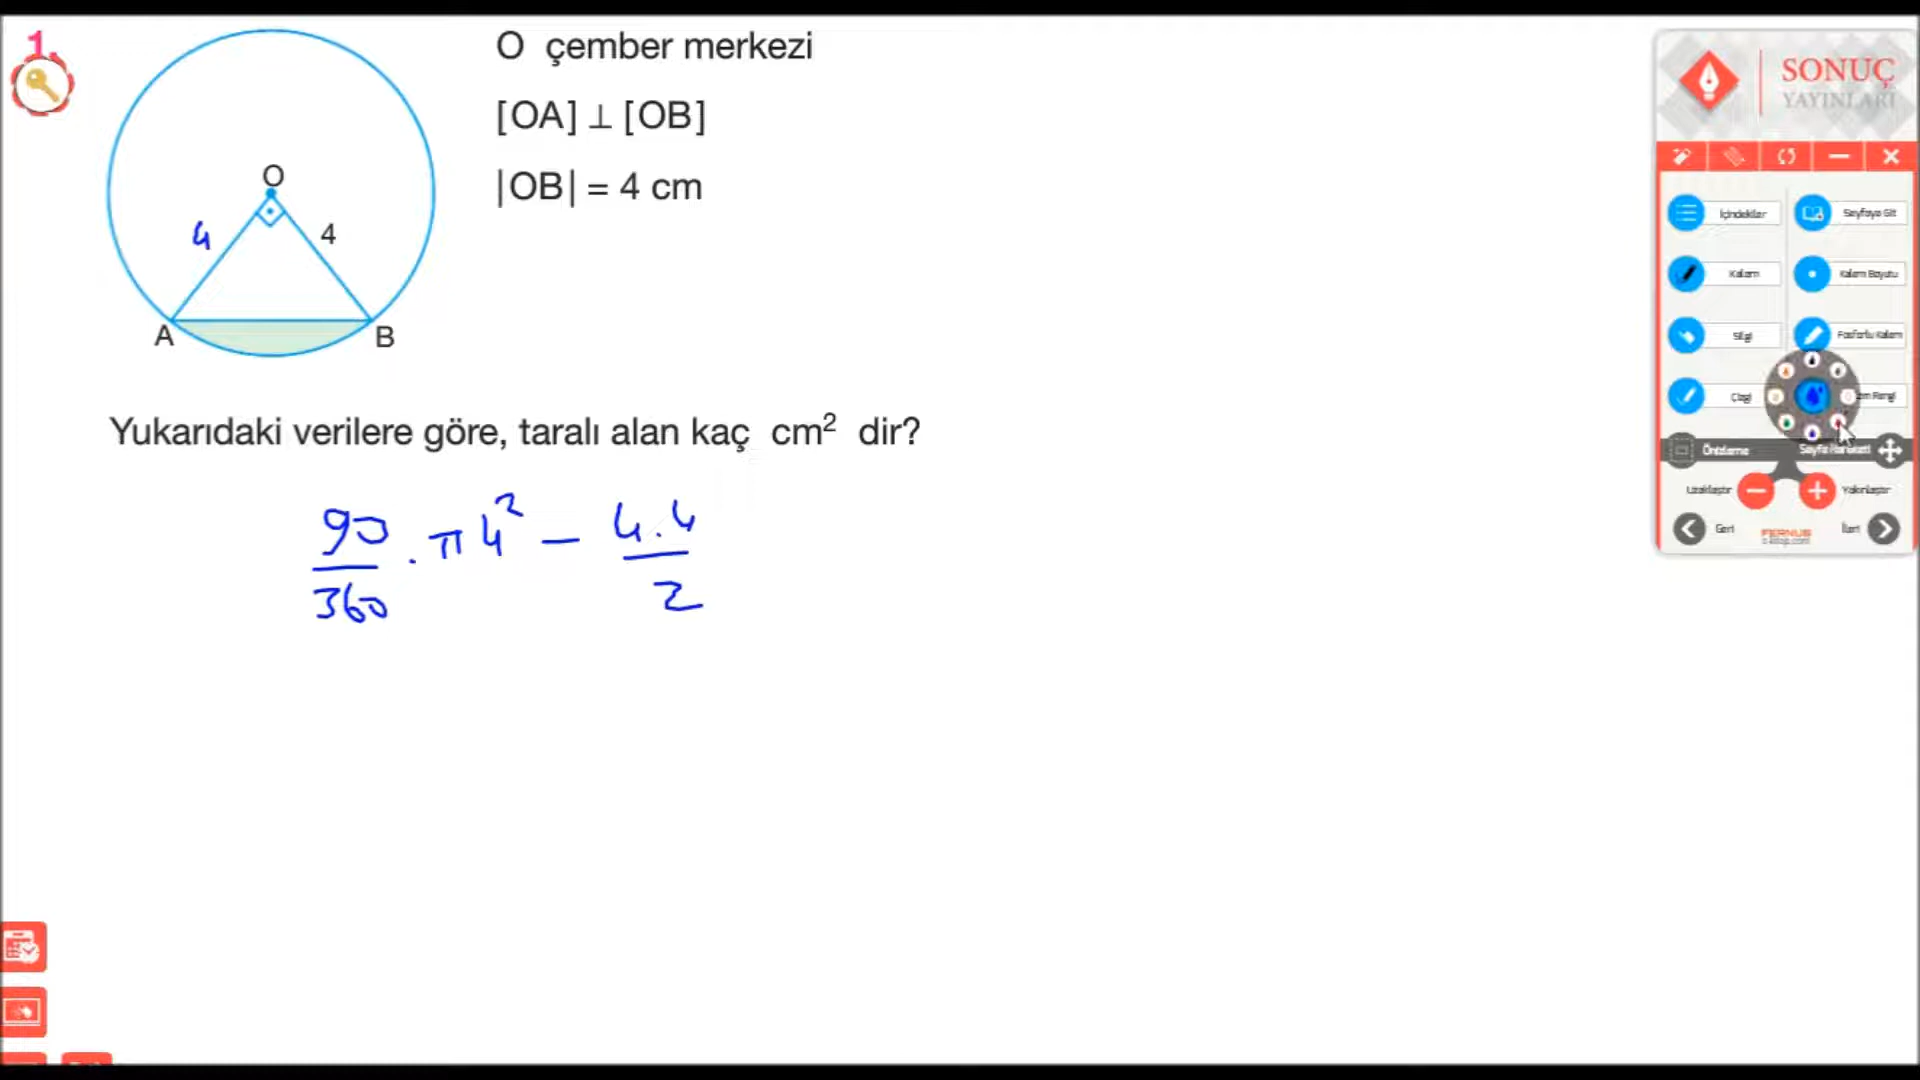 1.
O çember merkezi
[OA] ⊥ [OB]
|OB| = 4 cm
O
4
4
A
B
Yukarıdaki verilere göre, taralı alan kaç cm² dir?
90/360 . π4² − 4.4/2
SONUÇ
YAYINLARI
İçindekiler
Sayfaya Git
Kalem
Kalem Boyutu
Silgi
Fosforlu Kalem
Çizgi
Önizleme
Uzaklaştır
Yakınlaştır
Geri
FERNUS
İleri